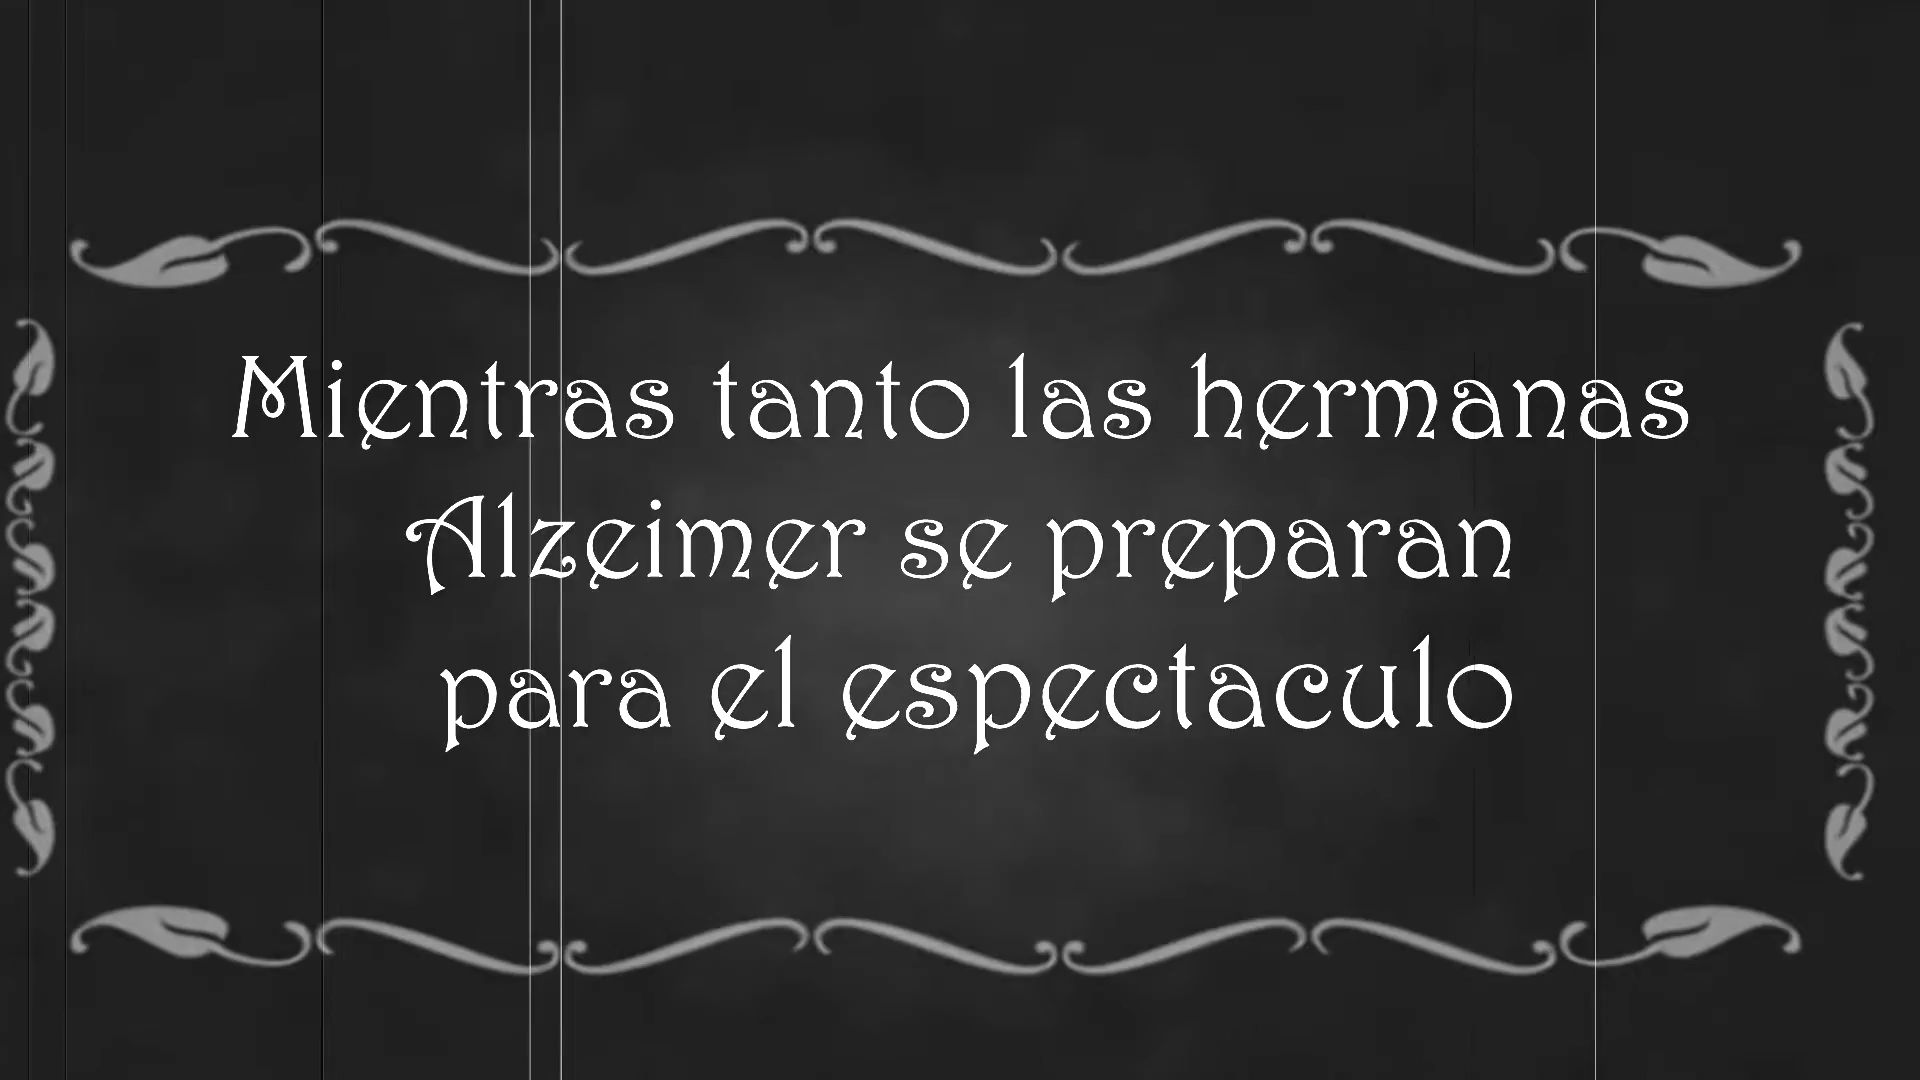 Mientras tanto las hermanas
Alzeimer se preparan
para el espectaculo